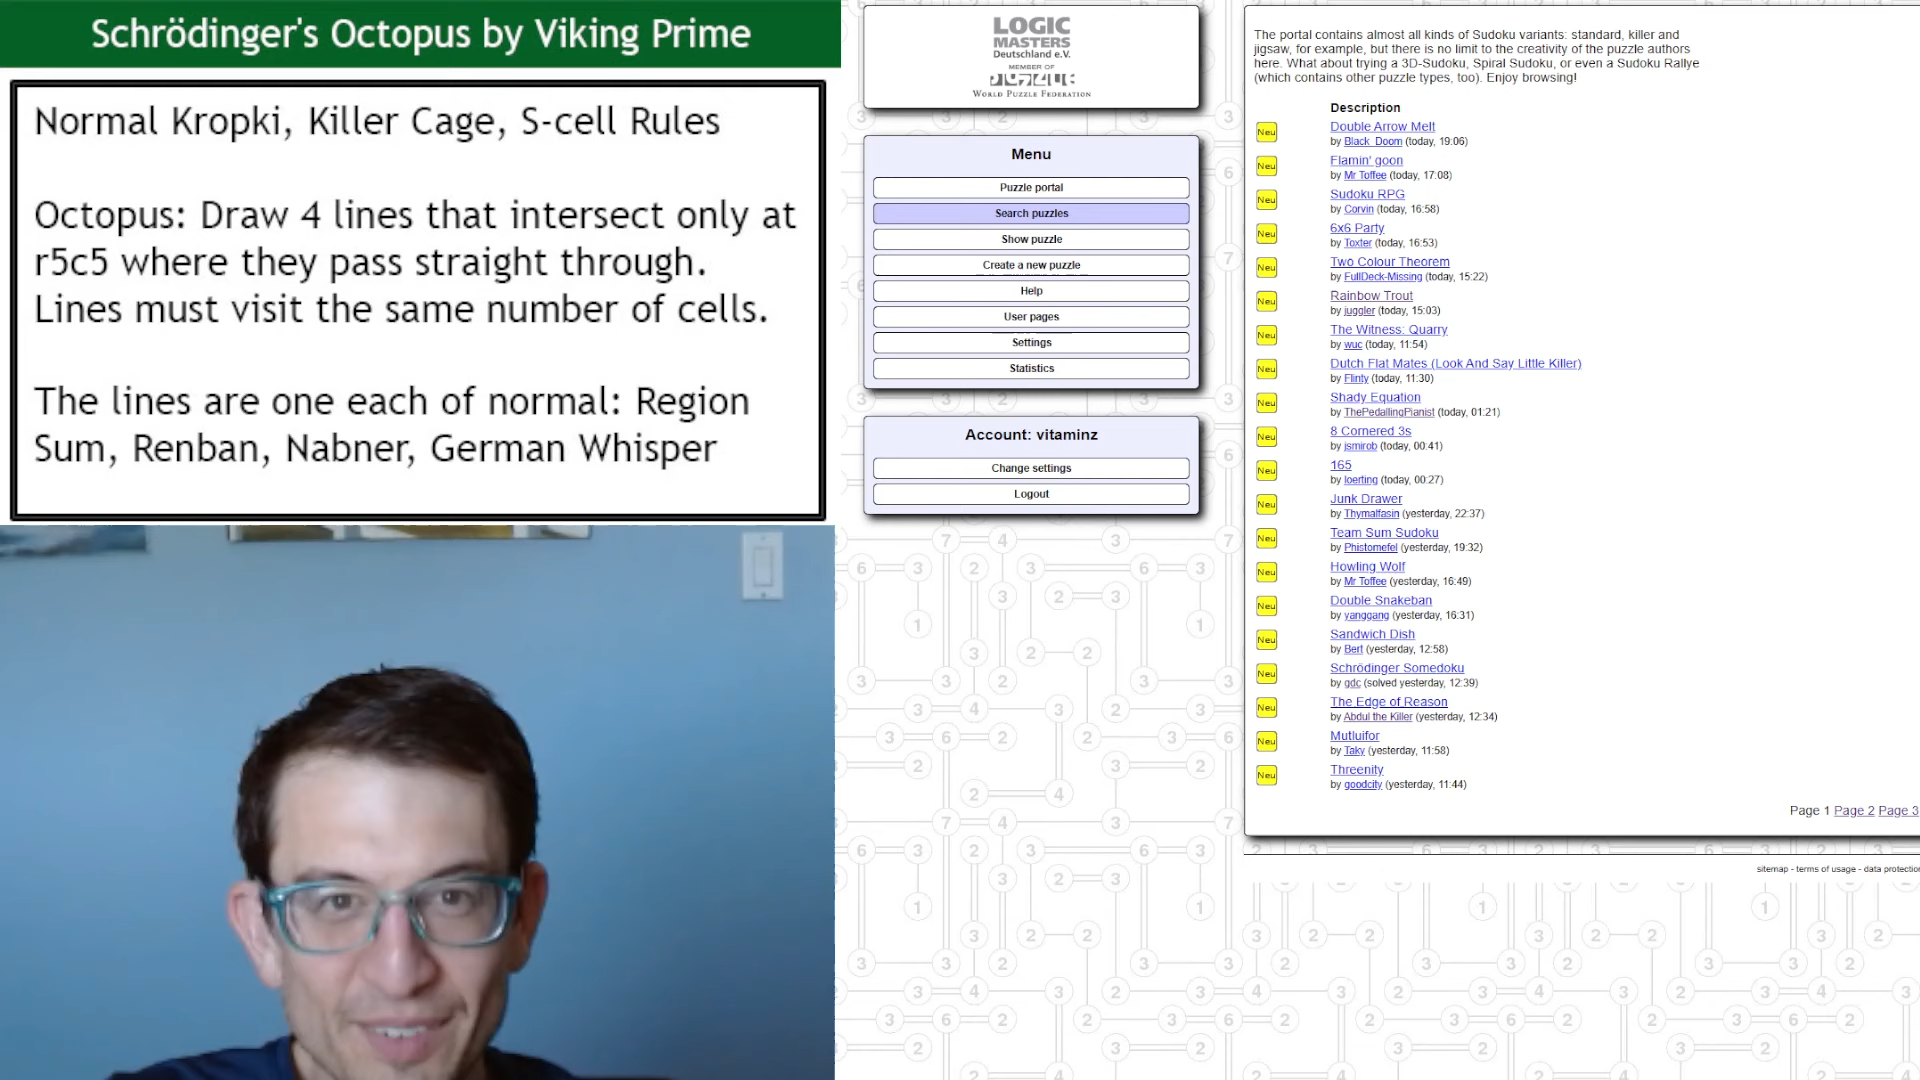 Schrödinger's Octopus by Viking Prime
Normal Kropki, Killer Cage, S-cell Rules
Octopus: Draw 4 lines that intersect only at
r5c5 where they pass straight through.
Lines must visit the same number of cells.
The lines are one each of normal: Region
Sum, Renban, Nabner, German Whisper
LOGIC
MASTERS
Deutschland e.V.
MEMBER OF
PUZZLE
WORLD PUZZLE FEDERATION
Menu
Puzzle portal
Search puzzles
Show puzzle
Create a new puzzle
Help
User pages
Settings
Statistics
Account: vitaminz
Change settings
Logout
The portal contains almost all kinds of Sudoku variants: standard, killer and
jigsaw, for example, but there is no limit to the creativity of the puzzle authors
here. What about trying a 3D-Sudoku, Spiral Sudoku, or even a Sudoku Rallye
(which contains other puzzle types, too). Enjoy browsing!
Description
Neu
Double Arrow Melt
by Black_Doom (today, 19:06)
Neu
Flamin' goon
by Mr Toffee (today, 17:08)
Neu
Sudoku RPG
by Corvin (today, 16:58)
Neu
6x6 Party
by Toxter (today, 16:53)
Neu
Two Colour Theorem
by FullDeck-Missing (today, 15:22)
Neu
Rainbow Trout
by juggler (today, 15:03)
Neu
The Witness: Quarry
by wuc (today, 11:54)
Neu
Dutch Flat Mates (Look And Say Little Killer)
by Flinty (today, 11:30)
Neu
Shady Equation
by ThePedallingPianist (today, 01:21)
Neu
8 Cornered 3s
by jsmirob (today, 00:41)
Neu
165
by loerting (today, 00:27)
Neu
Junk Drawer
by Thymalfasin (yesterday, 22:37)
Neu
Team Sum Sudoku
by Phistomefel (yesterday, 19:32)
Neu
Howling Wolf
by Mr Toffee (yesterday, 16:49)
Neu
Double Snakeban
by yanggang (yesterday, 16:31)
Neu
Sandwich Dish
by Bert (yesterday, 12:58)
Neu
Schrödinger Somedoku
by gdc (solved yesterday, 12:39)
Neu
The Edge of Reason
by Abdul the Killer (yesterday, 12:34)
Neu
Mutluifor
by Taky (yesterday, 11:58)
Neu
Threenity
by goodcity (yesterday, 11:44)
Page 1 Page 2 Page 3
sitemap - terms of usage - data protection